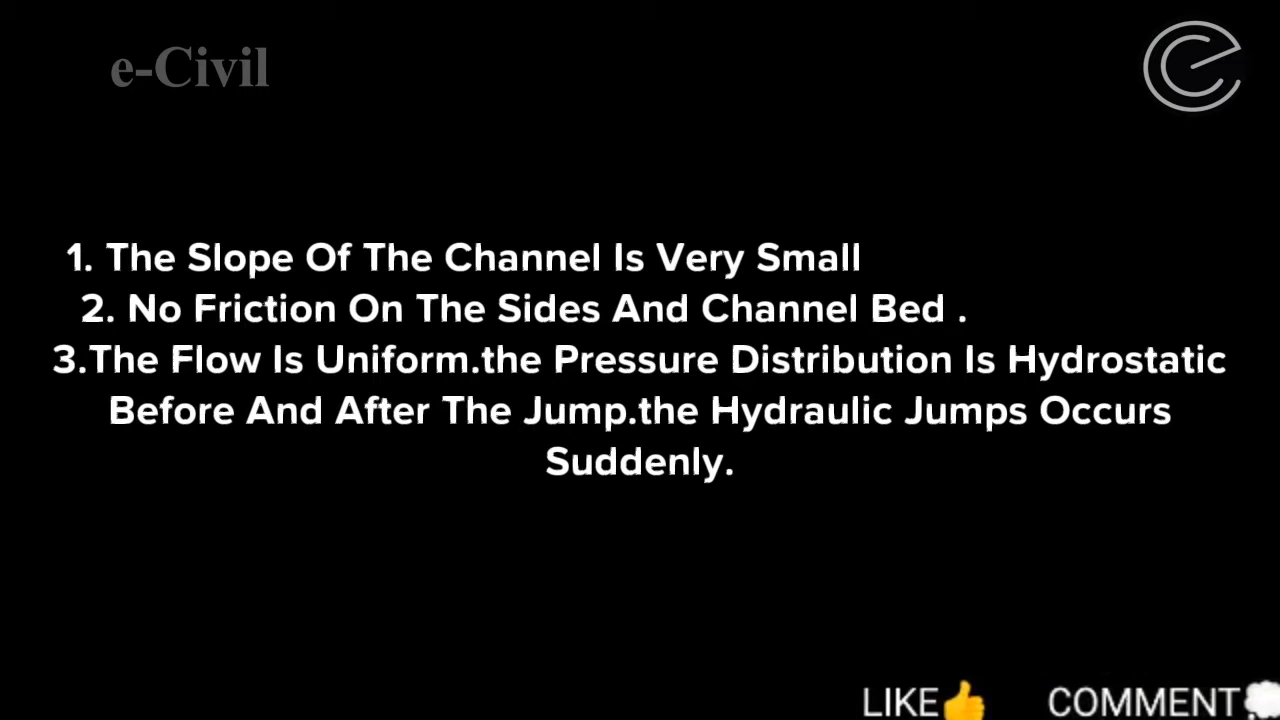 e-Civil
1. The Slope Of The Channel Is Very Small
2. No Friction On The Sides And Channel Bed .
3.The Flow Is Uniform.the Pressure Distribution Is Hydrostatic
Before And After The Jump.the Hydraulic Jumps Occurs
Suddenly.
LIKE👍 COMMENT💭